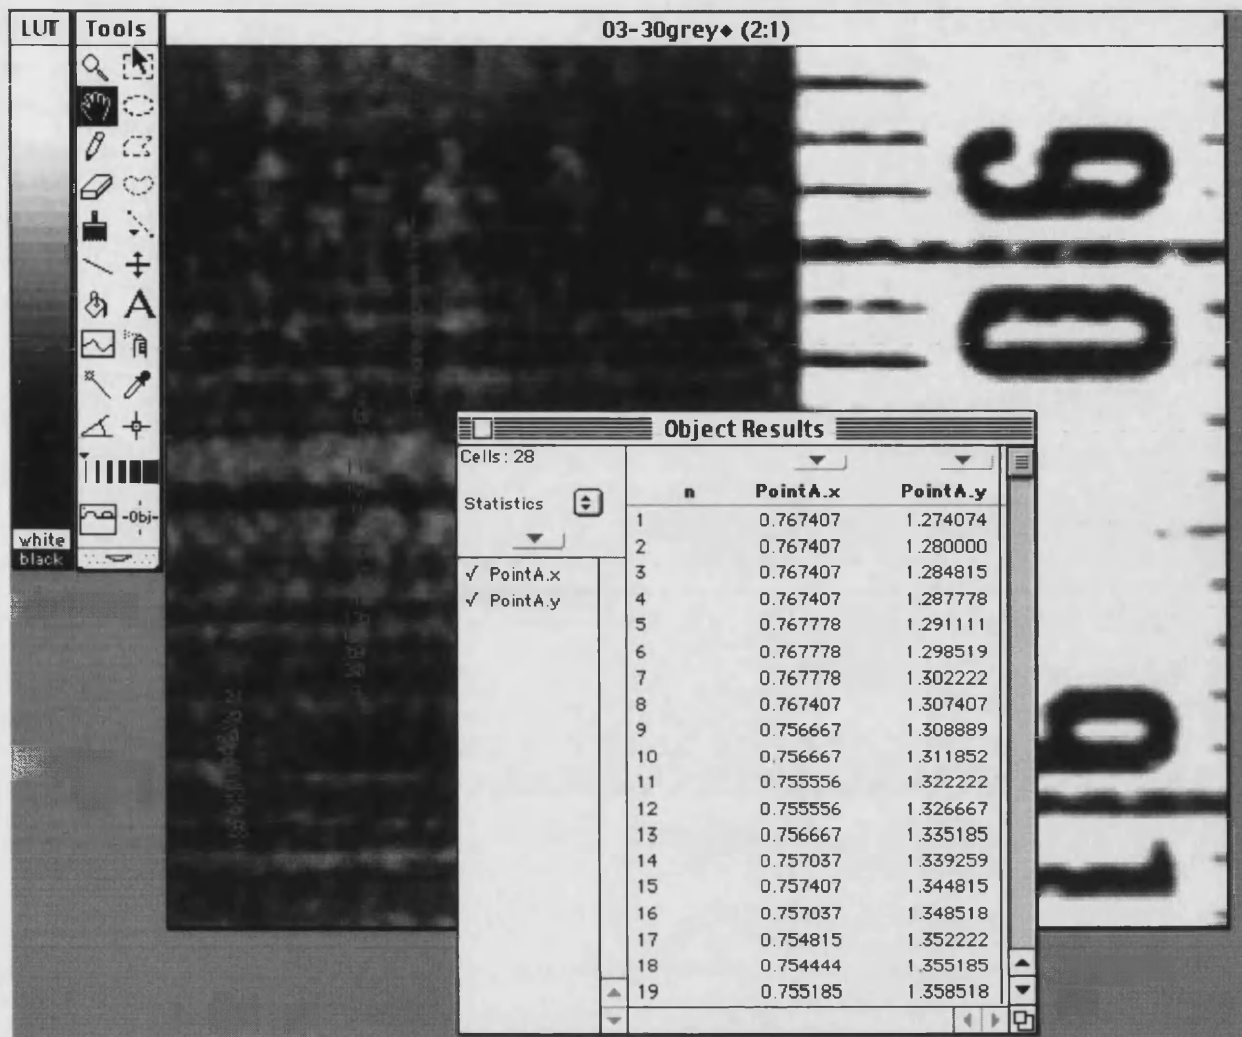 LUT
Tools
03-30grey♦ (2:1)
A
-Obj-
white
black
60
9
1
Object Results
Cells: 28
Statistics
√ PointA.x
√ PointA.y
n PointA.x PointA.y
1 0.767407 1.274074
2 0.767407 1.280000
3 0.767407 1.284815
4 0.767407 1.287778
5 0.767778 1.291111
6 0.767778 1.298519
7 0.767778 1.302222
8 0.767407 1.307407
9 0.756667 1.308889
10 0.756667 1.311852
11 0.755556 1.322222
12 0.755556 1.326667
13 0.756667 1.335185
14 0.757037 1.339259
15 0.757407 1.344815
16 0.757037 1.348518
17 0.754815 1.352222
18 0.754444 1.355185
19 0.755185 1.358518